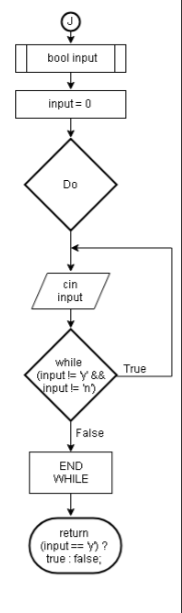 J
bool input
input = 0
Do
cin
input
while
(input != 'y' &&
input != 'n')
True
False
END
WHILE
return
(input == 'y') ?
true : false;